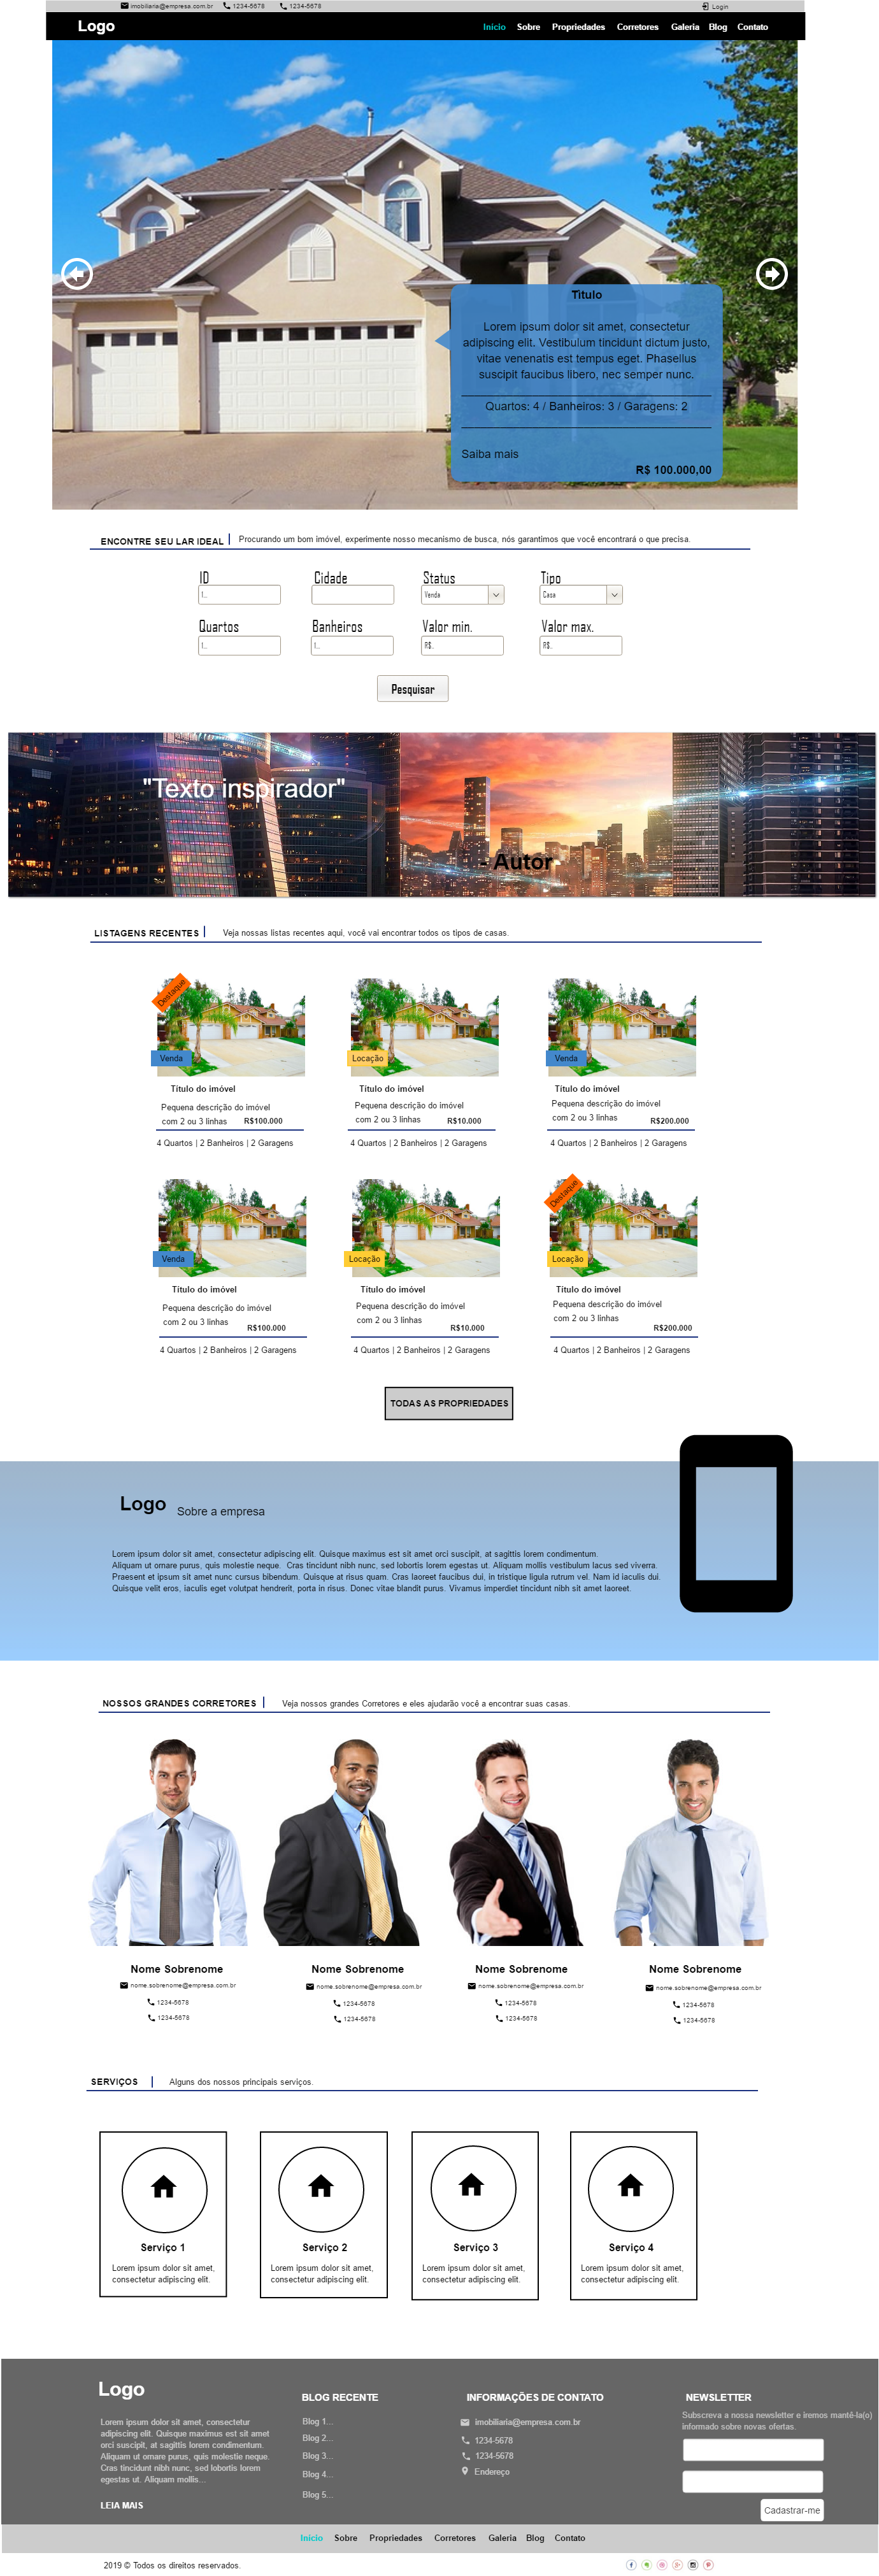 imobiliaria@empresa.com.br 1234-5678 1234-5678 Login
Logo Início Sobre Propriedades Corretores Galeria Blog Contato
Título
Lorem ipsum dolor sit amet, consectetur
adipiscing elit. Vestibulum tincidunt dictum justo,
vitae venenatis est tempus eget. Phasellus
suscipit faucibus libero, nec semper nunc.
Quartos: 4 / Banheiros: 3 / Garagens: 2
Saiba mais
R$ 100.000,00
ENCONTRE SEU LAR IDEAL Procurando um bom imóvel, experimente nosso mecanismo de busca, nós garantimos que você encontrará o que precisa.
ID Cidade Status Tipo
1... Venda Casa
Quartos Banheiros Valor min. Valor max.
1... 1... R$.. R$..
Pesquisar
"Texto inspirador"
- Autor
LISTAGENS RECENTES Veja nossas listas recentes aqui, você vai encontrar todos os tipos de casas.
Destaque
Venda Locação Venda
Título do imóvel Título do imóvel Título do imóvel
Pequena descrição do imóvel Pequena descrição do imóvel Pequena descrição do imóvel
com 2 ou 3 linhas R$100.000 com 2 ou 3 linhas R$10.000 com 2 ou 3 linhas R$200.000
4 Quartos | 2 Banheiros | 2 Garagens 4 Quartos | 2 Banheiros | 2 Garagens 4 Quartos | 2 Banheiros | 2 Garagens
Destaque
Venda Locação Locação
Título do imóvel Título do imóvel Título do imóvel
Pequena descrição do imóvel Pequena descrição do imóvel Pequena descrição do imóvel
com 2 ou 3 linhas com 2 ou 3 linhas com 2 ou 3 linhas
R$100.000 R$10.000 R$200.000
4 Quartos | 2 Banheiros | 2 Garagens 4 Quartos | 2 Banheiros | 2 Garagens 4 Quartos | 2 Banheiros | 2 Garagens
TODAS AS PROPRIEDADES
Logo Sobre a empresa
Lorem ipsum dolor sit amet, consectetur adipiscing elit. Quisque maximus est sit amet orci suscipit, at sagittis lorem condimentum.
Aliquam ut ornare purus, quis molestie neque. Cras tincidunt nibh nunc, sed lobortis lorem egestas ut. Aliquam mollis vestibulum lacus sed viverra.
Praesent et ipsum sit amet nunc cursus bibendum. Quisque at risus quam. Cras laoreet faucibus dui, in tristique ligula rutrum vel. Nam id iaculis dui.
Quisque velit eros, iaculis eget volutpat hendrerit, porta in risus. Donec vitae blandit purus. Vivamus imperdiet tincidunt nibh sit amet laoreet.
NOSSOS GRANDES CORRETORES Veja nossos grandes Corretores e eles ajudarão você a encontrar suas casas.
Nome Sobrenome Nome Sobrenome Nome Sobrenome Nome Sobrenome
nome.sobrenome@empresa.com.br nome.sobrenome@empresa.com.br nome.sobrenome@empresa.com.br nome.sobrenome@empresa.com.br
1234-5678 1234-5678 1234-5678 1234-5678
1234-5678 1234-5678 1234-5678 1234-5678
SERVIÇOS Alguns dos nossos principais serviços.
Serviço 1 Serviço 2 Serviço 3 Serviço 4
Lorem ipsum dolor sit amet, Lorem ipsum dolor sit amet, Lorem ipsum dolor sit amet, Lorem ipsum dolor sit amet,
consectetur adipiscing elit. consectetur adipiscing elit. consectetur adipiscing elit. consectetur adipiscing elit.
Logo
Lorem ipsum dolor sit amet, consectetur
adipiscing elit. Quisque maximus est sit amet
orci suscipit, at sagittis lorem condimentum.
Aliquam ut ornare purus, quis molestie neque.
Cras tincidunt nibh nunc, sed lobortis lorem
egestas ut. Aliquam mollis...
LEIA MAIS
BLOG RECENTE
Blog 1...
Blog 2...
Blog 3...
Blog 4...
Blog 5...
INFORMAÇÕES DE CONTATO
imobiliaria@empresa.com.br
1234-5678
1234-5678
Endereço
NEWSLETTER
Subscreva a nossa newsletter e iremos mantê-la(o)
informado sobre novas ofertas.
Cadastrar-me
Início Sobre Propriedades Corretores Galeria Blog Contato
2019 © Todos os direitos reservados.